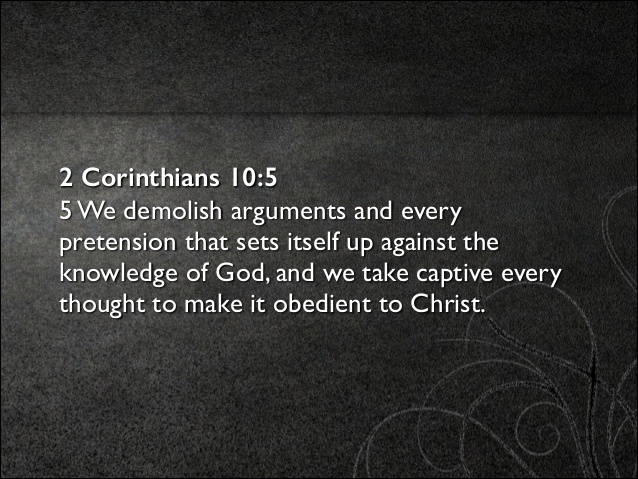 2 Corinthians 10:5
5 We demolish arguments and every
pretension that sets itself up against the
knowledge of God, and we take captive every
thought to make it obedient to Christ.